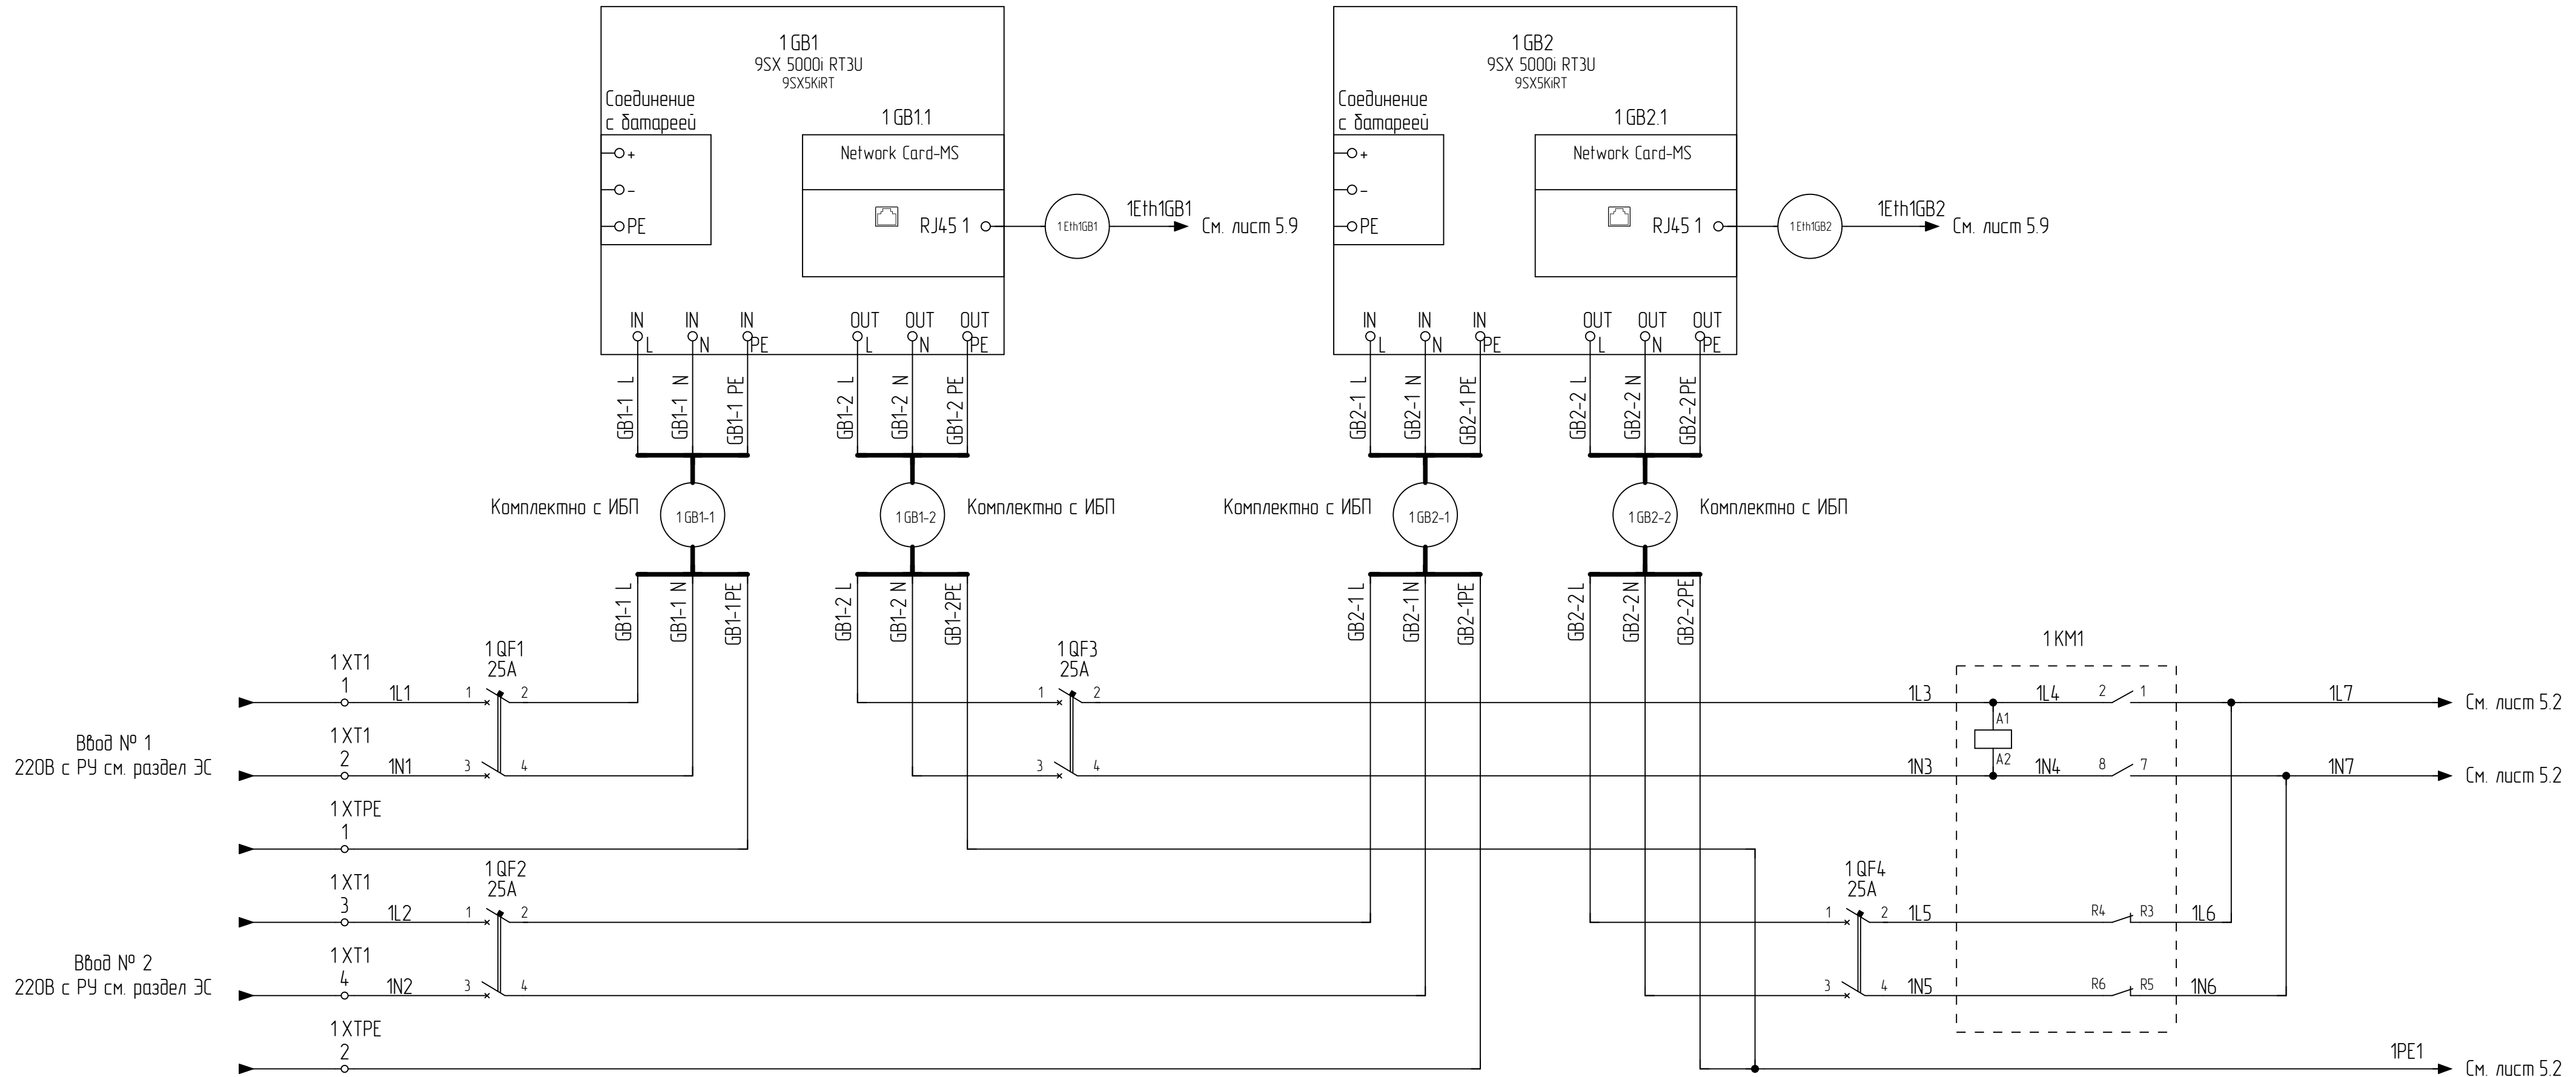 1GB1
9SX 5000i RT3U
9SX5KiRT
Соединение
с батареей
+
-
PE
1GB1.1
Network Card-MS
RJ45 1
1Eth1GB1
1Eth1GB1
См. лист 5.9
IN IN IN OUT OUT OUT
L N PE L N PE
GB1-1 L
GB1-1 N
GB1-1 PE
GB1-2 L
GB1-2 N
GB1-2 PE
1GB2
9SX 5000i RT3U
9SX5KiRT
Соединение
с батареей
+
-
PE
1GB2.1
Network Card-MS
RJ45 1
1Eth1GB2
1Eth1GB2
См. лист 5.9
IN IN IN OUT OUT OUT
L N PE L N PE
GB2-1 L
GB2-1 N
GB2-1 PE
GB2-2 L
GB2-2 N
GB2-2 PE
Комплектно с ИБП
1GB1-1
1GB1-2
Комплектно с ИБП
Комплектно с ИБП
1GB2-1
1GB2-2
Комплектно с ИБП
GB1-1 L
GB1-1 N
GB1-1PE
GB1-2 L
GB1-2 N
GB1-2PE
GB2-1 L
GB2-1 N
GB2-1PE
GB2-2 L
GB2-2 N
GB2-2PE
Ввод № 1
220В с РУ см. раздел ЭС
1XT1
1
1L1
1QF1
25A
1 2
1XT1
2
1N1
3 4
1XTPE
1
1QF3
25A
1 2
3 4
1L3
1N3
1KM1
A1
A2
1L4
2 1
1N4
8 7
1L7
См. лист 5.2
1N7
См. лист 5.2
Ввод № 2
220В с РУ см. раздел ЭС
1XT1
3
1L2
1QF2
25A
1 2
1XT1
4
1N2
3 4
1XTPE
2
1QF4
25A
1 2
3 4
1L5
R4 R3
1L6
1N5
R6 R5
1N6
1PE1
См. лист 5.2